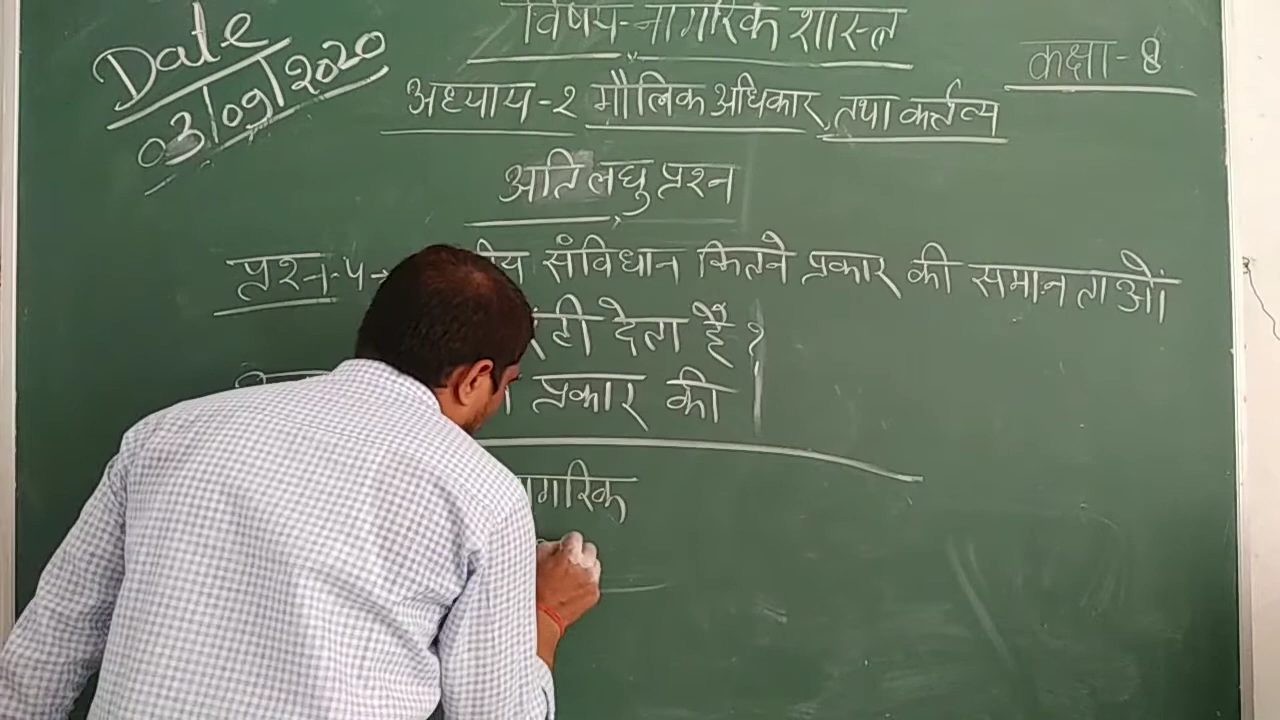 Date
03/09/2020
विषय-नागरिक शास्त्र
कक्षा-8
अध्याय-२ मौलिक अधिकार तथा कर्तव्य
अति लघु प्रश्न
प्रश्न-५→ संविधान कितने प्रकार की समानताओं
देता है?
प्रकार की